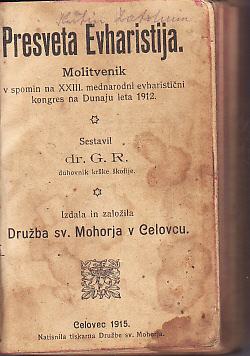 Presveta Evharistija.
Molitvenik
v spomin na XXIII. mednarodni evharistični
kongres na Dunaju leta 1912.
Sestavil
dr. G. R.
duhovnik krške škofije.
Izdala in založila
Družba sv. Mohorja v Celovcu.
Celovec 1915.
Natisnila tiskarna Družbe sv. Mohorja.